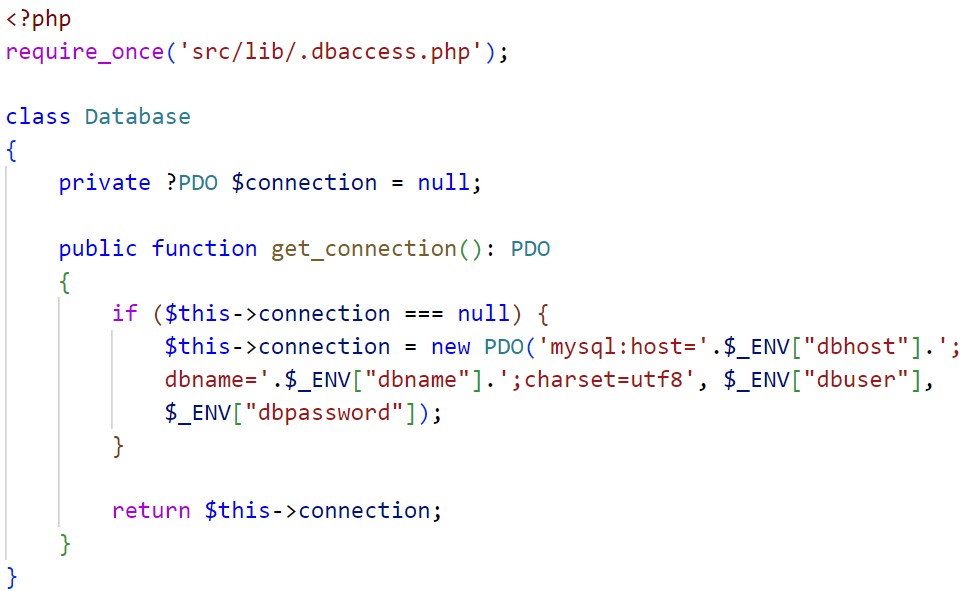 <?php
require_once('src/lib/.dbaccess.php');

class Database
{
    private ?PDO $connection = null;

    public function get_connection(): PDO
    {
        if ($this->connection === null) {
            $this->connection = new PDO('mysql:host='.$_ENV["dbhost"].';
            dbname='.$_ENV["dbname"].';charset=utf8', $_ENV["dbuser"],
            $_ENV["dbpassword"]);
        }

        return $this->connection;
    }
}